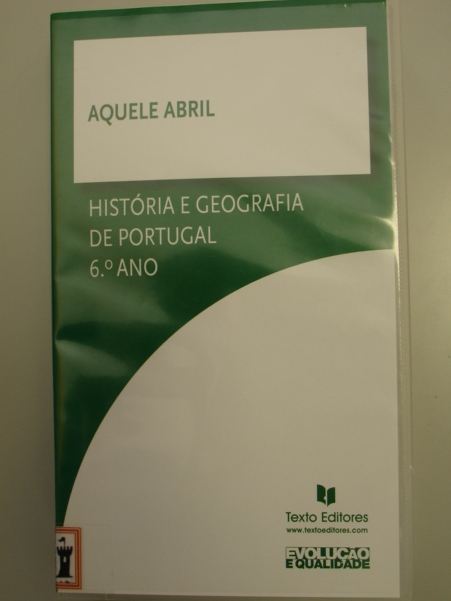 AQUELE ABRIL
HISTÓRIA E GEOGRAFIA
DE PORTUGAL
6.º ANO
Texto Editores
www.textoeditores.com
EVOLUÇÃO
E QUALIDADE